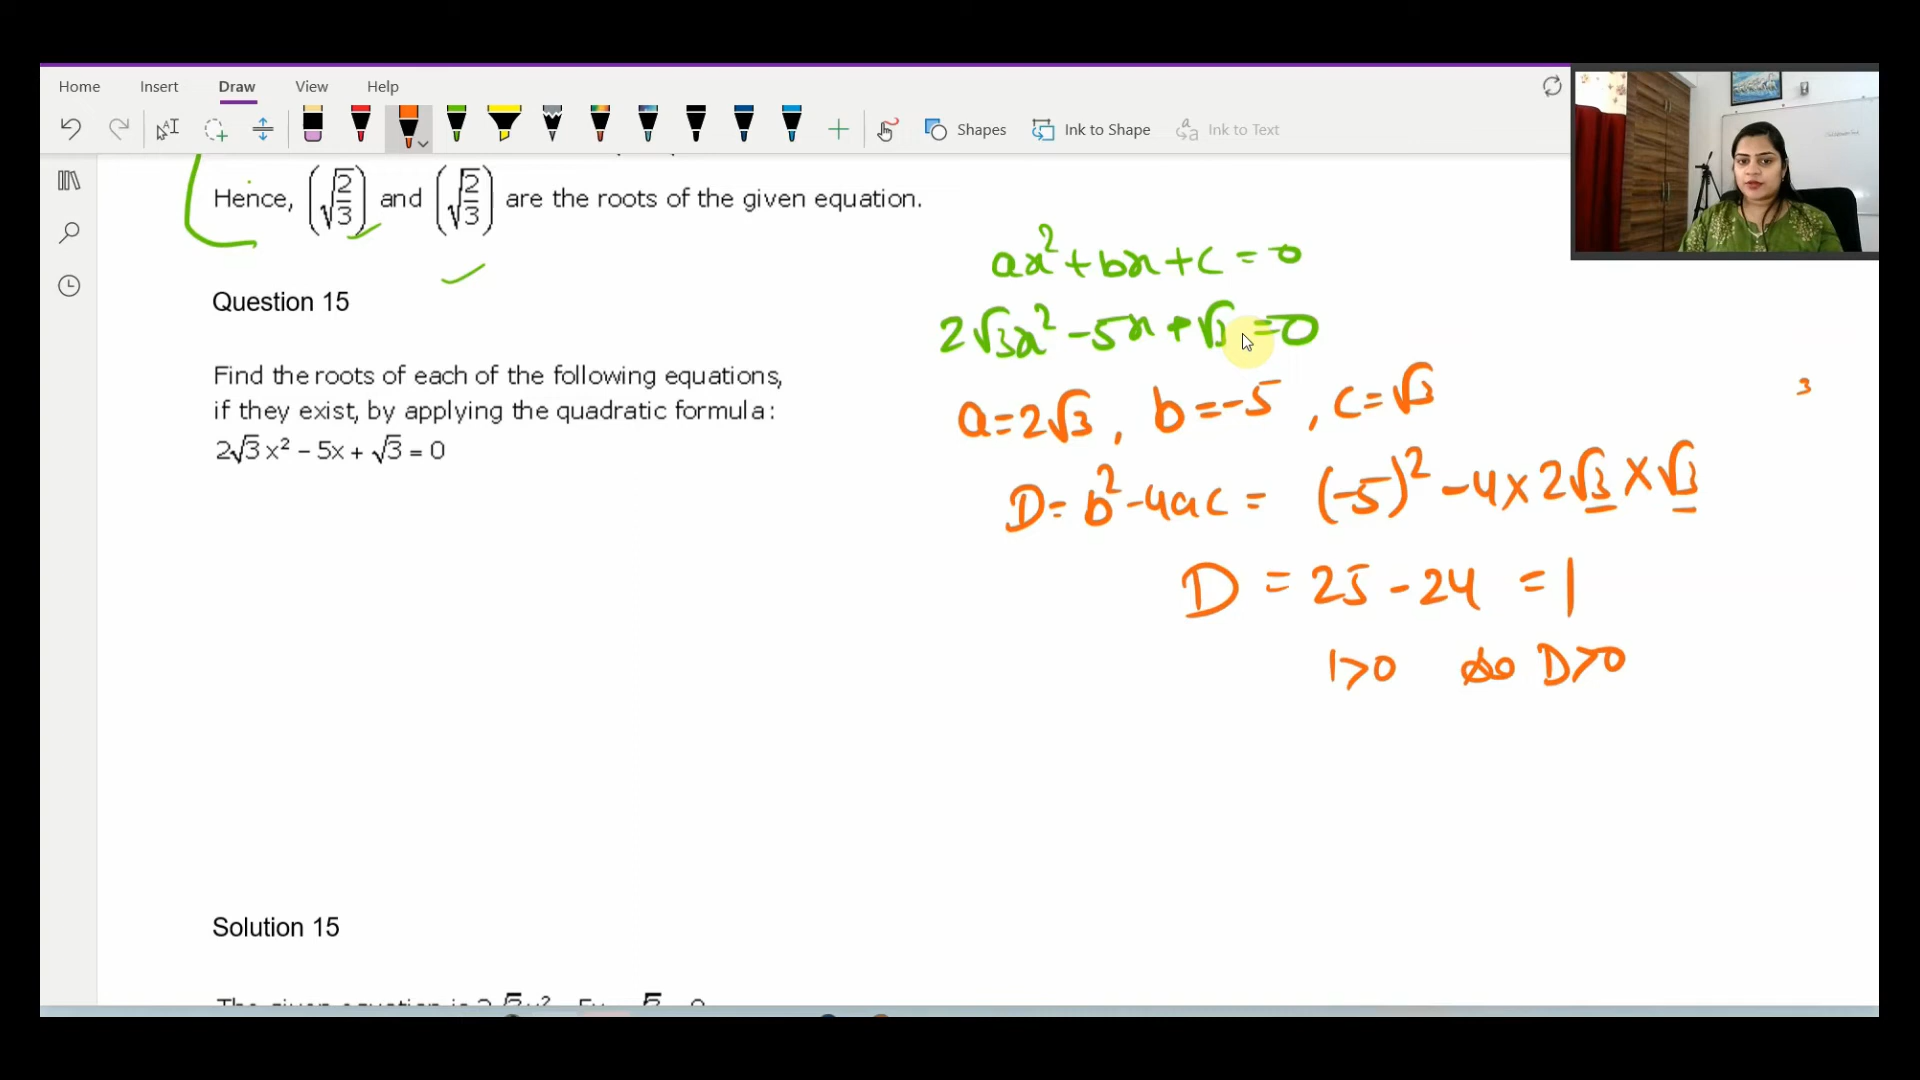 Home Insert Draw View Help
Shapes Ink to Shape Ink to Text
Hence, (√2/3) and (√2/3) are the roots of the given equation.
Question 15
Find the roots of each of the following equations,
if they exist, by applying the quadratic formula:
2√3 x² − 5x + √3 = 0
ax² + bx + c = 0
2√3x² − 5x + √3 = 0
a = 2√3, b = −5, c = √3
3
D = b² − 4ac = (−5)² − 4 × 2√3 × √3
D = 25 − 24 = 1
1>0 so D>0
Solution 15